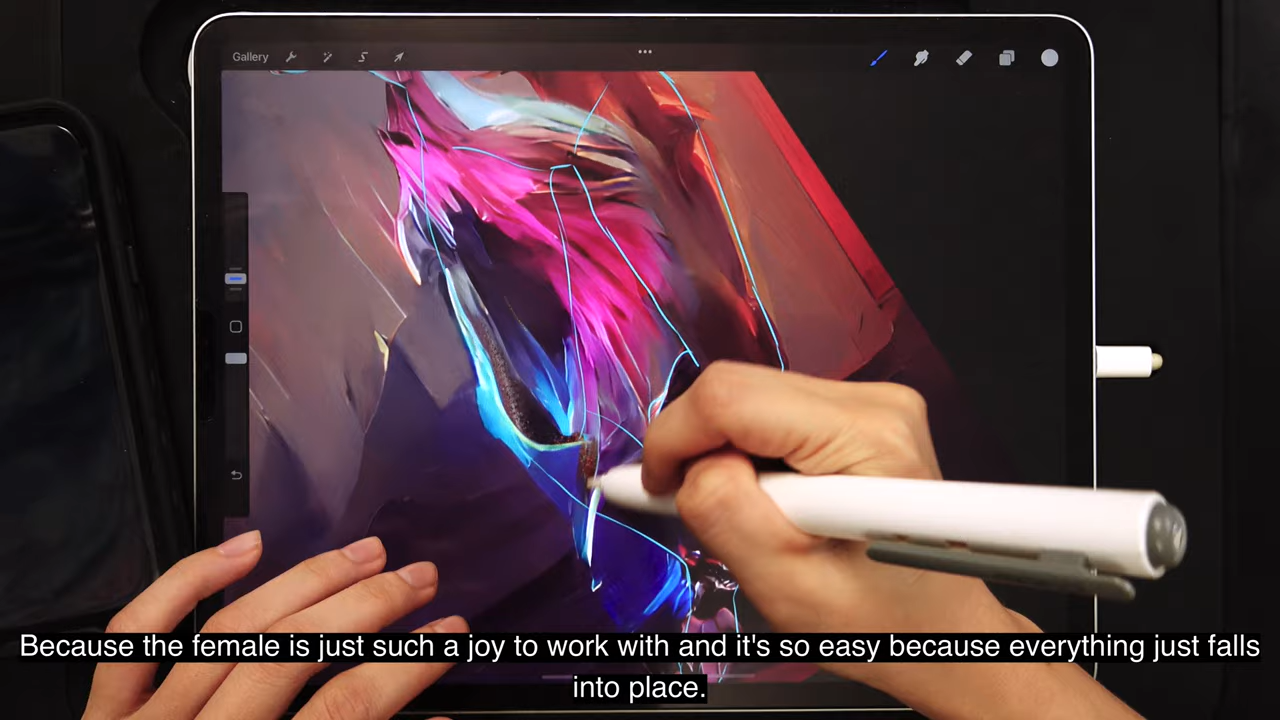 Gallery
Because the female is just such a joy to work with and it's so easy because everything just falls
into place.